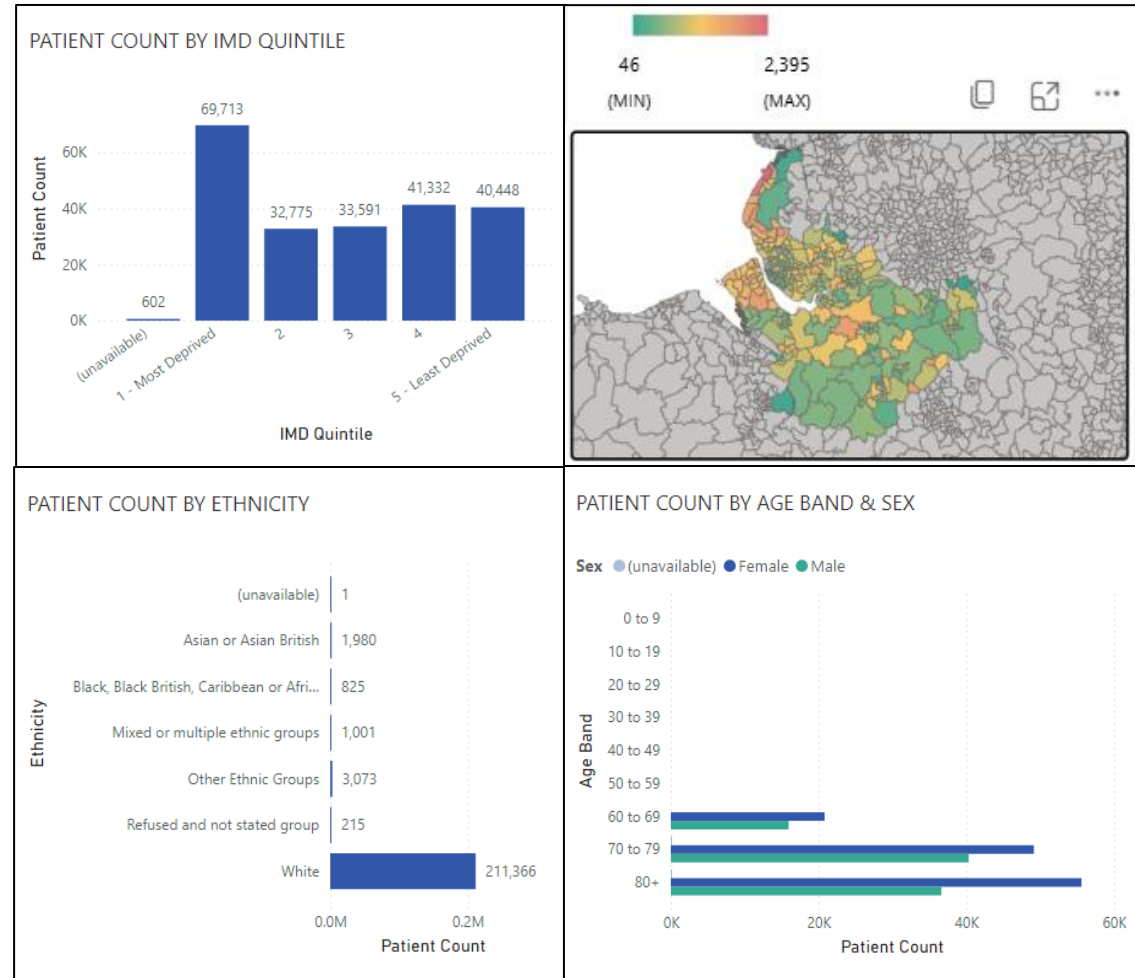 PATIENT COUNT BY IMD QUINTILE
Patient Count
60K
40K
20K
0K
602
69,713
32,775
33,591
41,332
40,448
(unavailable)
1 - Most Deprived
2
3
4
5 - Least Deprived
IMD Quintile
46
2,395
(MIN)
(MAX)
PATIENT COUNT BY ETHNICITY
Ethnicity
(unavailable) 1
Asian or Asian British 1,980
Black, Black British, Caribbean or Afri... 825
Mixed or multiple ethnic groups 1,001
Other Ethnic Groups 3,073
Refused and not stated group 215
White 211,366
0.0M 0.2M
Patient Count
PATIENT COUNT BY AGE BAND & SEX
Sex (unavailable) Female Male
Age Band
0 to 9
10 to 19
20 to 29
30 to 39
40 to 49
50 to 59
60 to 69
70 to 79
80+
0K 20K 40K 60K
Patient Count